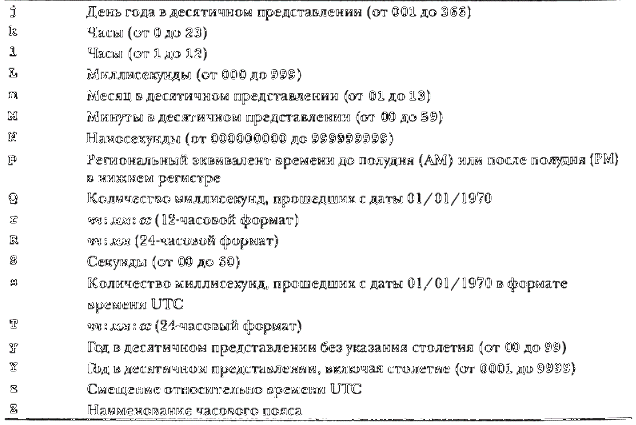 j День года в десятичном представлении (от 001 до 366)
k Часы (от 0 до 23)
l Часы (от 1 до 12)
L Миллисекунды (от 000 до 999)
m Месяц в десятичном представлении (от 01 до 13)
M Минуты в десятичном представлении (от 00 до 59)
N Наносекунды (от 000000000 до 999999999)
p Региональный эквивалент времени до полудня (AM) или после полудня (PM)
в нижнем регистре
Q Количество миллисекунд, прошедших с даты 01/01/1970
r чч:мм:сс (12-часовой формат)
R чч:мм (24-часовой формат)
S Секунды (от 00 до 60)
s Количество миллисекунд, прошедших с даты 01/01/1970 в формате
времени UTC
T чч:мм:сс (24-часовый формат)
y Год в десятичном представлении без указания столетия (от 00 до 99)
Y Год в десятичном представлении, включая столетие (от 0001 до 9999)
z Смещение относительно времени UTC
Z Наименование часового пояса